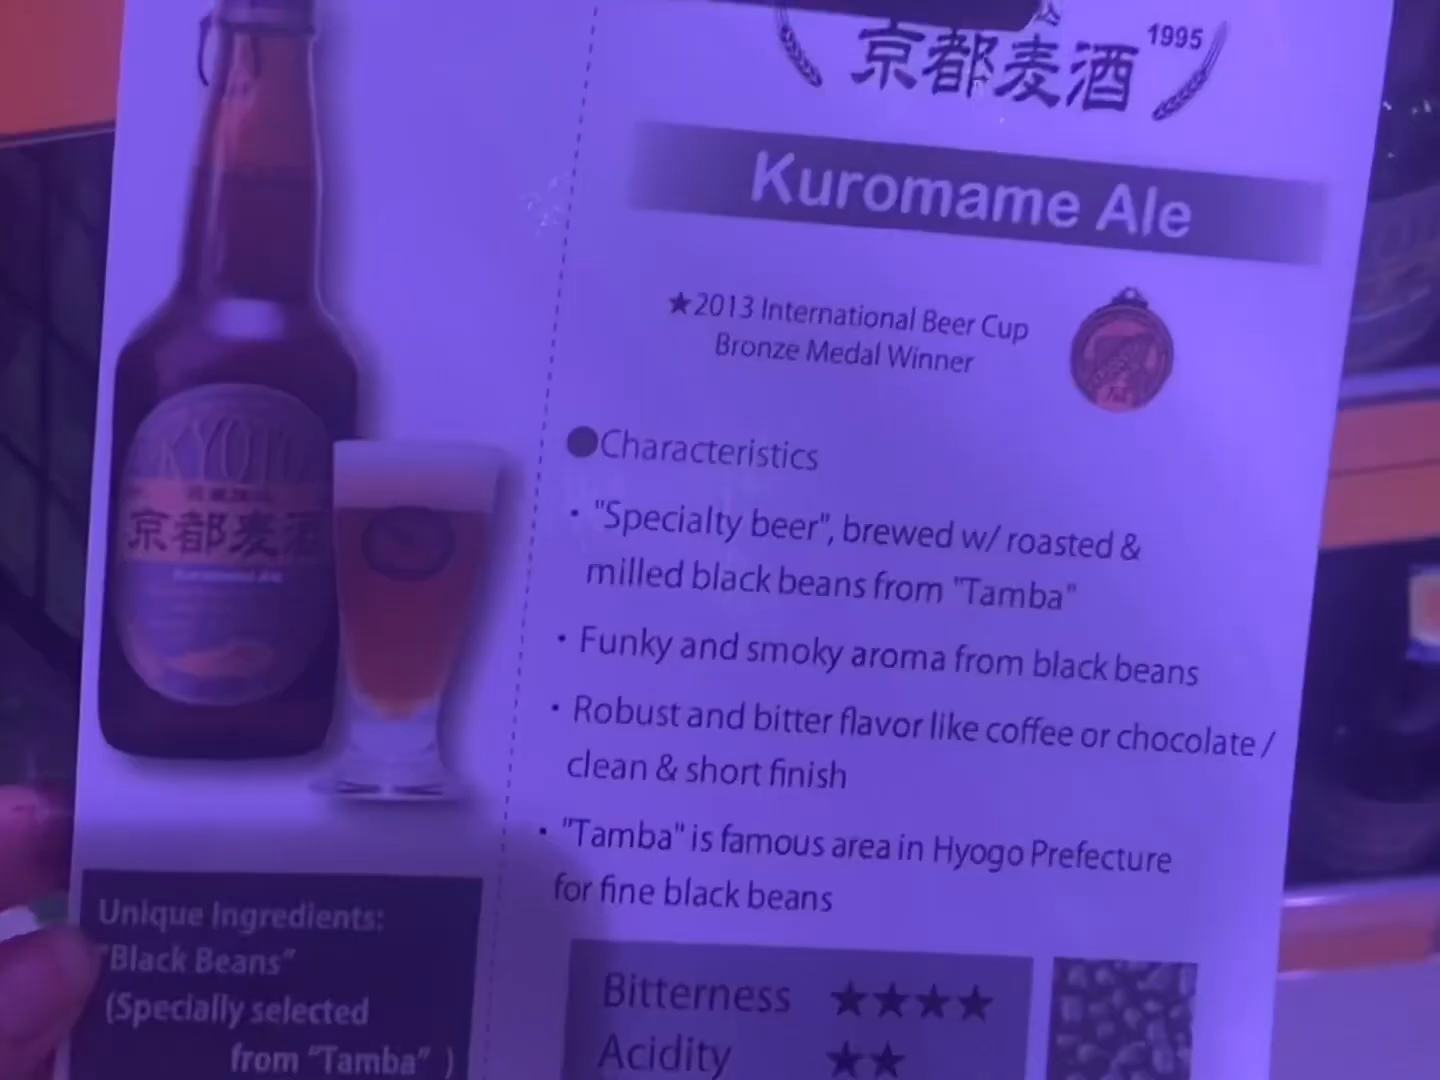 京都麦酒
1995
Kuromame Ale
★2013 International Beer Cup
Bronze Medal Winner
●Characteristics
・"Specialty beer", brewed w/ roasted &
milled black beans from "Tamba"
・Funky and smoky aroma from black beans
・Robust and bitter flavor like coffee or chocolate /
clean & short finish
・"Tamba" is famous area in Hyogo Prefecture
for fine black beans
Bitterness ★★★★
Acidity ★★
KYOTO
京都麦酒
Kuromame Ale
Unique Ingredients:
"Black Beans"
(Specially selected
from "Tamba" )